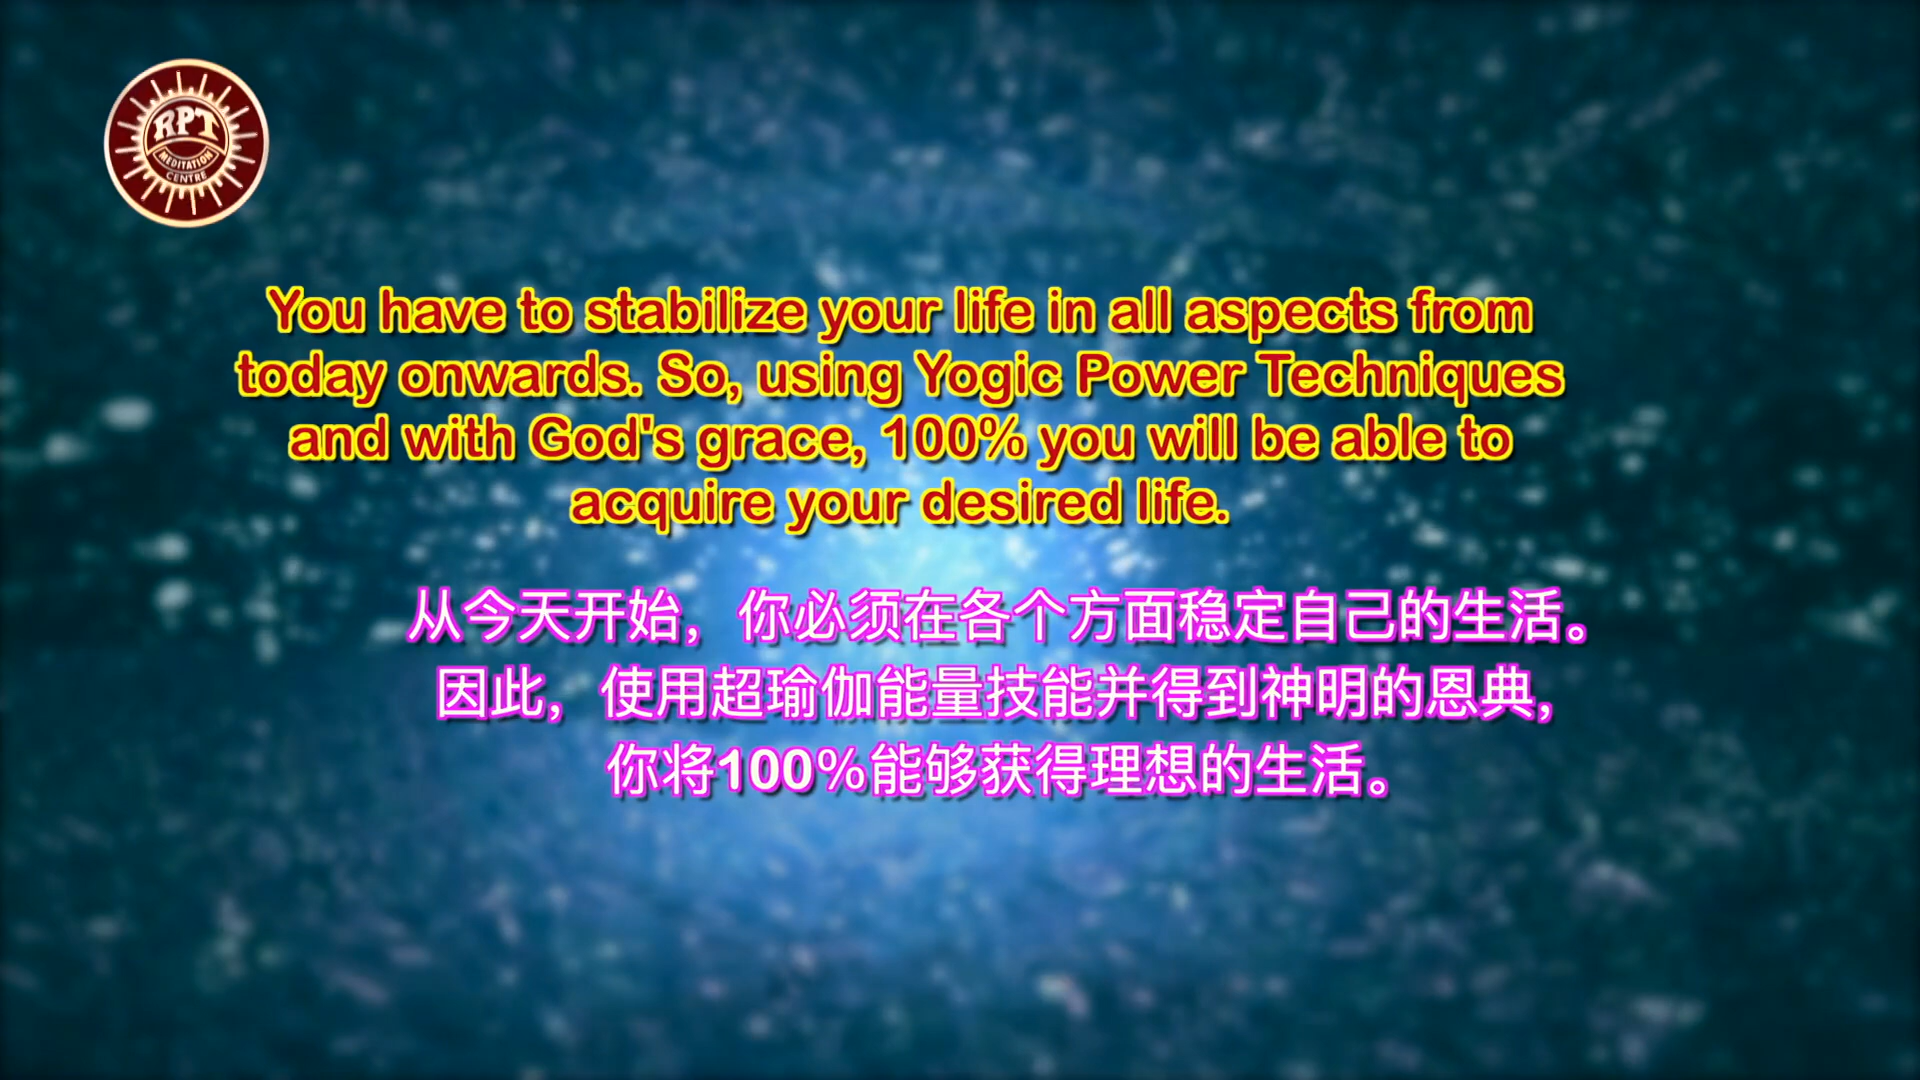 RPT
MEDITATION
CENTRE
You have to stabilize your life in all aspects from
today onwards. So, using Yogic Power Techniques
and with God's grace, 100% you will be able to
acquire your desired life.
从今天开始，你必须在各个方面稳定自己的生活。
因此，使用超瑜伽能量技能并得到神明的恩典，
你将100%能够获得理想的生活。